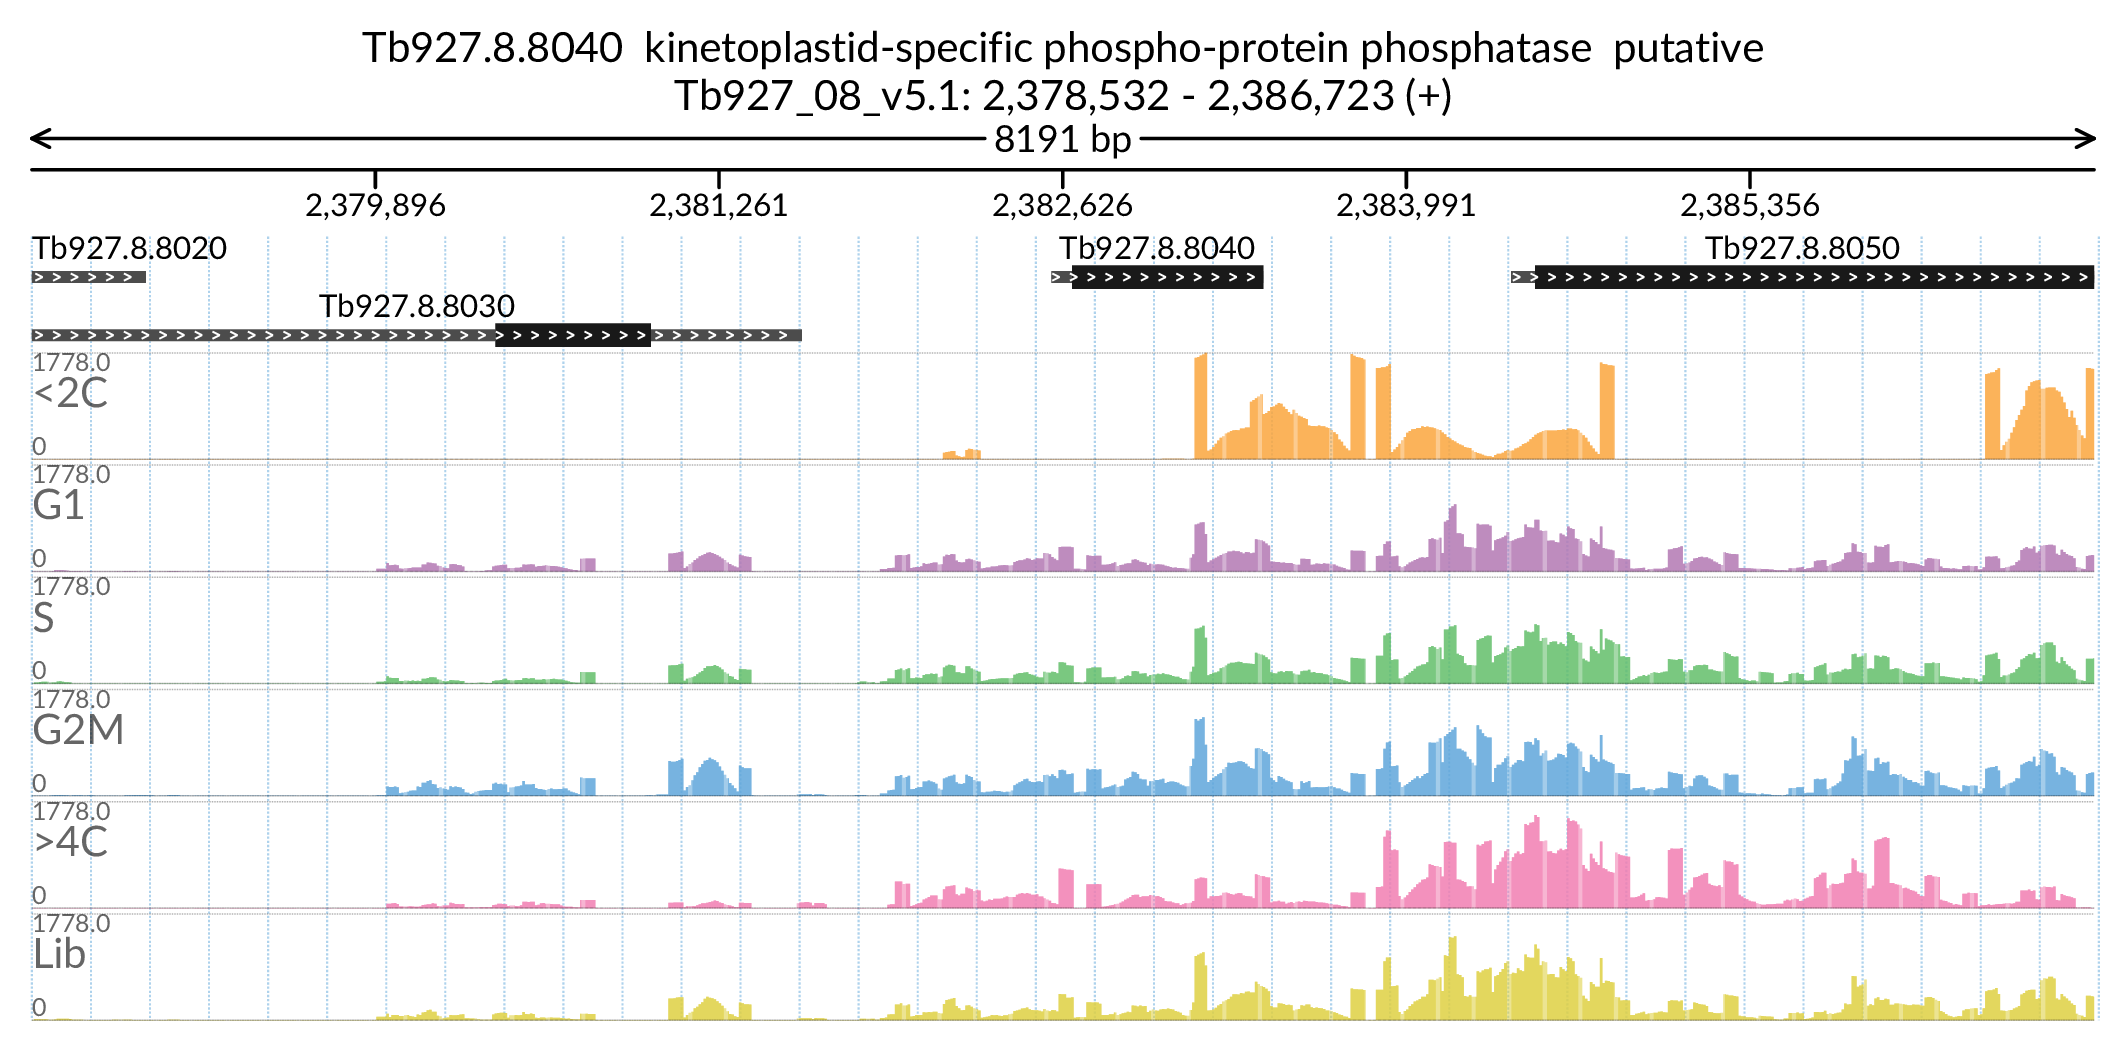 Tb927.8.8040 kinetoplastid-specific phospho-protein phosphatase putative
Tb927_08_v5.1: 2,378,532 - 2,386,723 (+)
8191 bp
2,379,896 2,381,261 2,382,626 2,383,991 2,385,356
Tb927.8.8020 Tb927.8.8040 Tb927.8.8050
Tb927.8.8030
1778.0
<2C
0
1778.0
G1
0
1778.0
S
0
1778.0
G2M
0
1778.0
>4C
0
1778.0
Lib
0